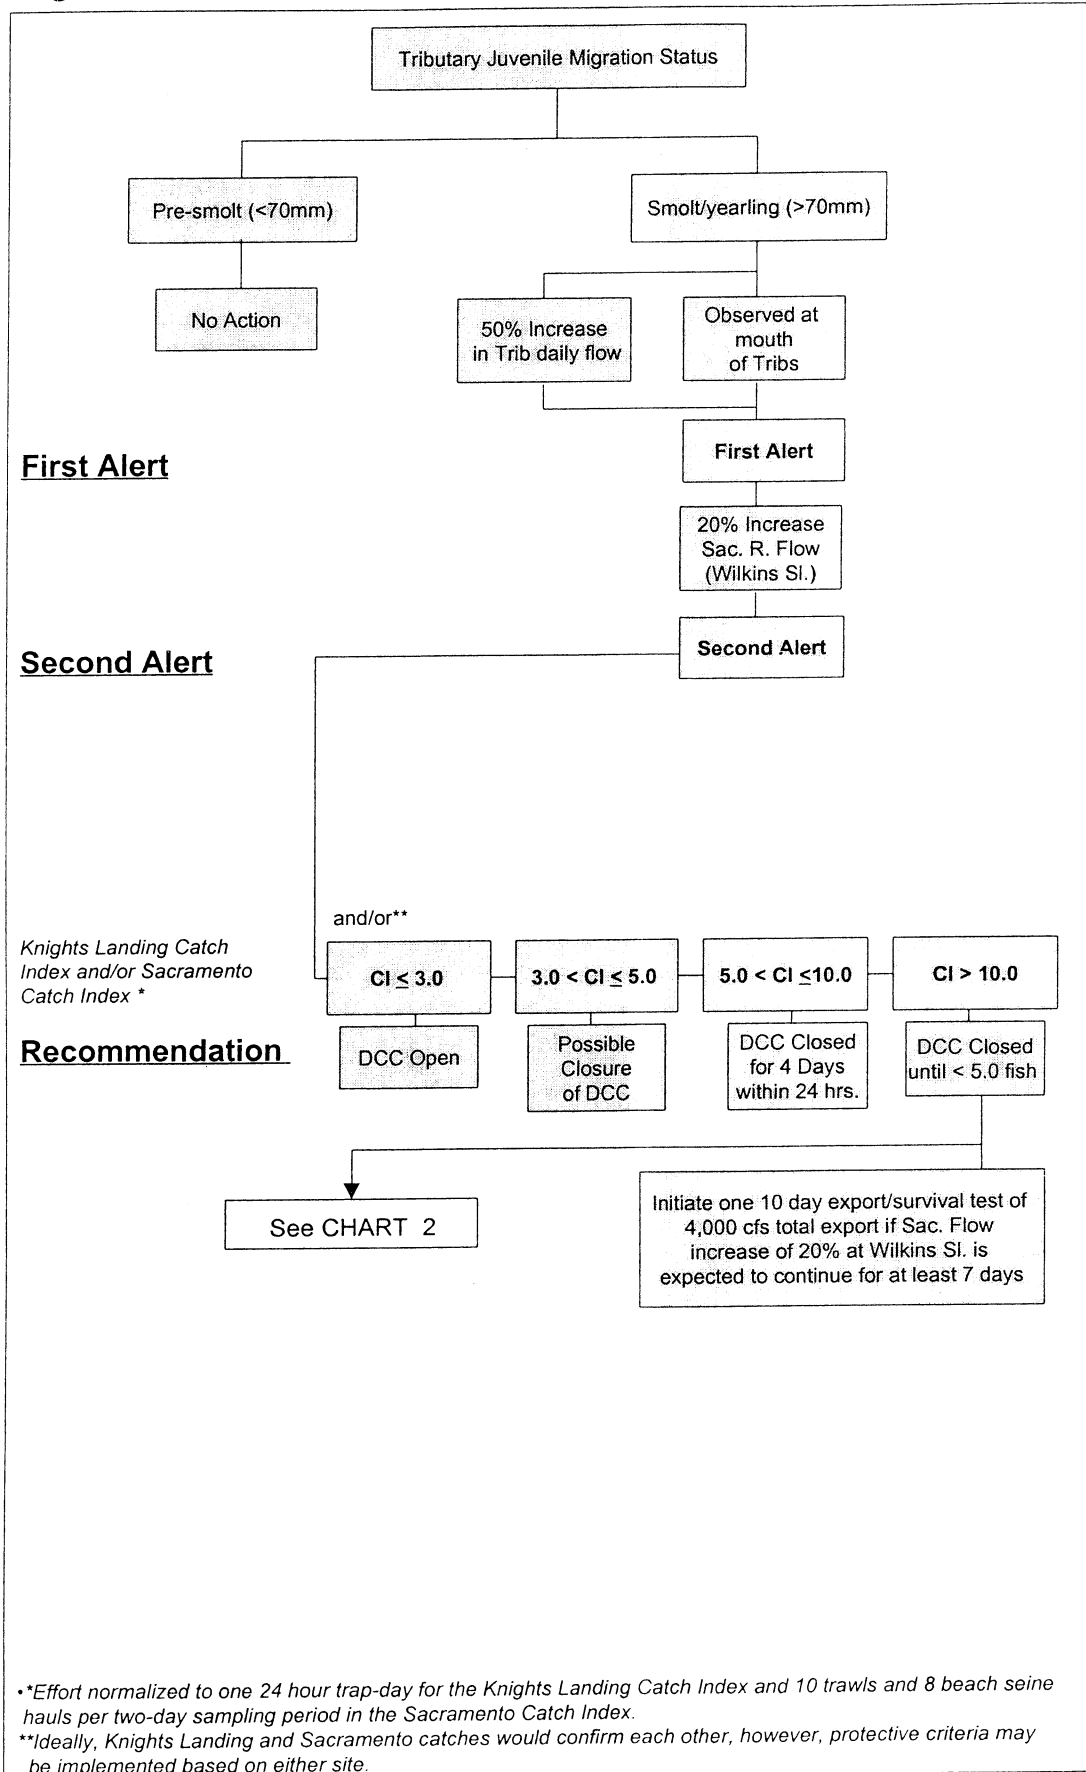 Tributary Juvenile Migration Status
Pre-smolt (<70mm)
Smolt/yearling (>70mm)
No Action
50% Increase
in Trib daily flow
Observed at
mouth
of Tribs
First Alert
First Alert
20% Increase
Sac. R. Flow
(Wilkins Sl.)
Second Alert
Second Alert
and/or**
Knights Landing Catch
Index and/or Sacramento
Catch Index *
CI ≤ 3.0
3.0 < CI ≤ 5.0
5.0 < CI ≤10.0
CI > 10.0
Recommendation
DCC Open
Possible
Closure
of DCC
DCC Closed
for 4 Days
within 24 hrs.
DCC Closed
until < 5.0 fish
See CHART 2
Initiate one 10 day export/survival test of
4,000 cfs total export if Sac. Flow
increase of 20% at Wilkins Sl. is
expected to continue for at least 7 days
• *Effort normalized to one 24 hour trap-day for the Knights Landing Catch Index and 10 trawls and 8 beach seine
hauls per two-day sampling period in the Sacramento Catch Index.
**Ideally, Knights Landing and Sacramento catches would confirm each other, however, protective criteria may
be implemented based on either site.